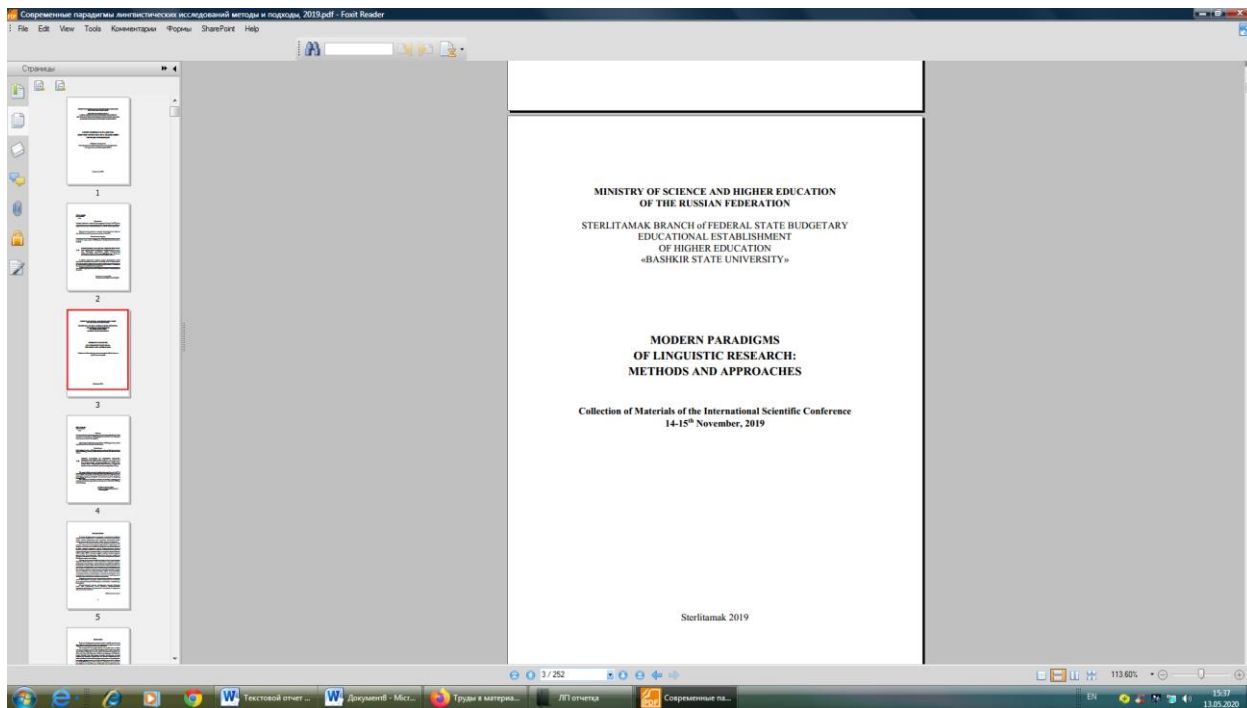 Современные парадигмы лингвистических исследований методы и подходы, 2019.pdf - Foxit Reader
File Edit View Tools Комментарии Формы SharePoint Help
Страницы
1
2
3
4
5
MINISTRY OF SCIENCE AND HIGHER EDUCATION
OF THE RUSSIAN FEDERATION
STERLITAMAK BRANCH of FEDERAL STATE BUDGETARY
EDUCATIONAL ESTABLISHMENT
OF HIGHER EDUCATION
«BASHKIR STATE UNIVERSITY»
MODERN PARADIGMS
OF LINGUISTIC RESEARCH:
METHODS AND APPROACHES
Collection of Materials of the International Scientific Conference
14-15th November, 2019
Sterlitamak 2019
3 / 252
113.60%
Текстовой отчет ...
Документ8 - Micr...
Труды и материа...
ЛП отчетка
Современные па...
EN
15:37
13.05.2020